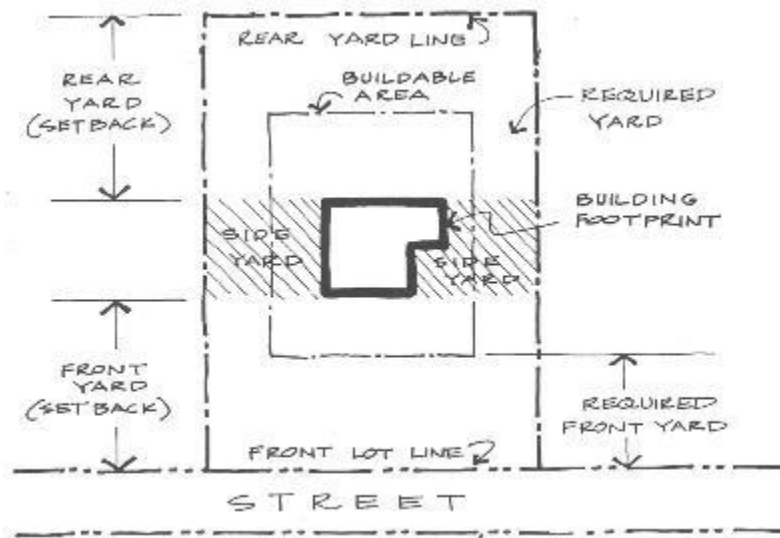 REAR YARD LINE
BUILDABLE
AREA
REAR
YARD
(SETBACK)
REQUIRED
YARD
BUILDING
FOOTPRINT
SIDE
YARD
SIDE
YARD
FRONT
YARD
(SETBACK)
REQUIRED
FRONT YARD
FRONT LOT LINE
STREET